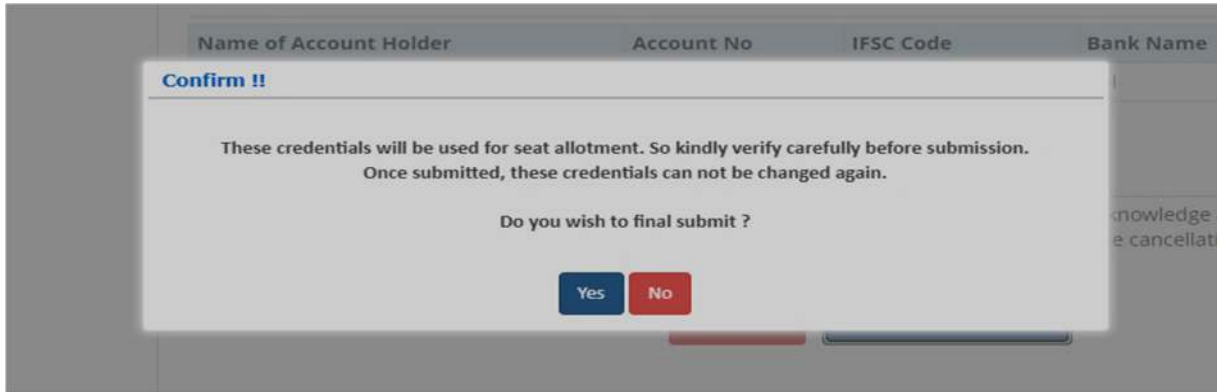 Name of Account Holder Account No IFSC Code Bank Name
Confirm !!
These credentials will be used for seat allotment. So kindly verify carefully before submission.
Once submitted, these credentials can not be changed again.
Do you wish to final submit ?
knowledge
e cancellati
Yes No